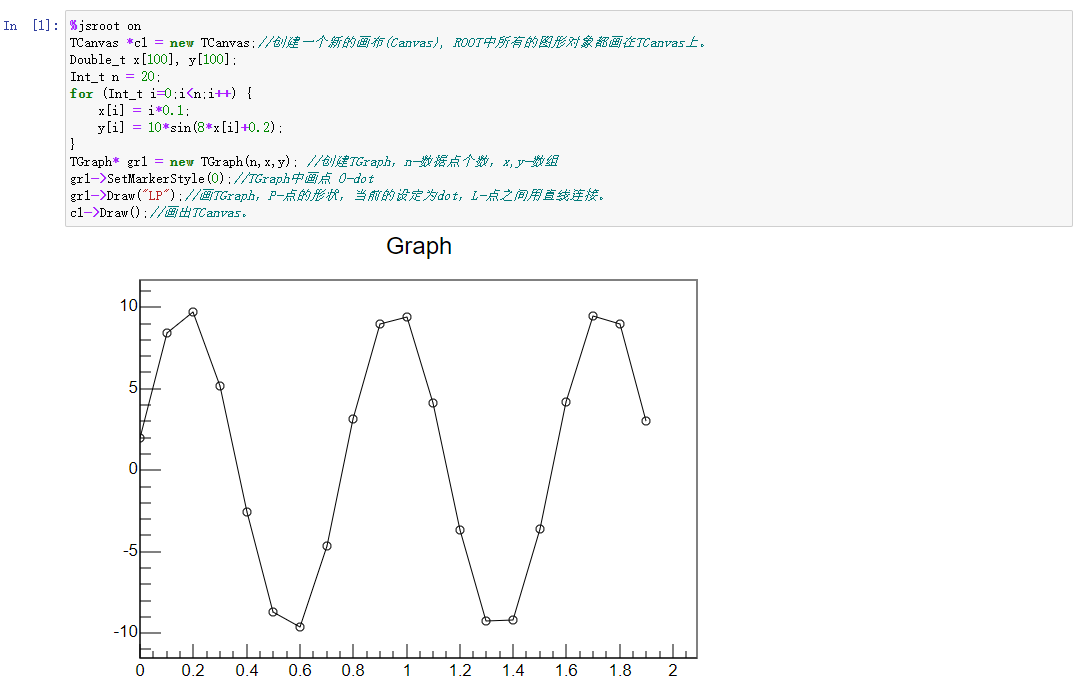 In [1]:
%jsroot on
TCanvas *c1 = new TCanvas;//创建一个新的画布(Canvas), ROOT中所有的图形对象都画在TCanvas上。
Double_t x[100], y[100];
Int_t n = 20;
for (Int_t i=0;i<n;i++) {
    x[i] = i*0.1;
    y[i] = 10*sin(8*x[i]+0.2);
}
TGraph* gr1 = new TGraph(n,x,y); //创建TGraph，n-数据点个数，x,y-数组
gr1->SetMarkerStyle(0);//TGraph中画点 0-dot
gr1->Draw("LP");//画TGraph，P-点的形状，当前的设定为dot，L-点之间用直线连接。
c1->Draw();//画出TCanvas。
Graph
10
5
0
-5
-10
0 0.2 0.4 0.6 0.8 1 1.2 1.4 1.6 1.8 2